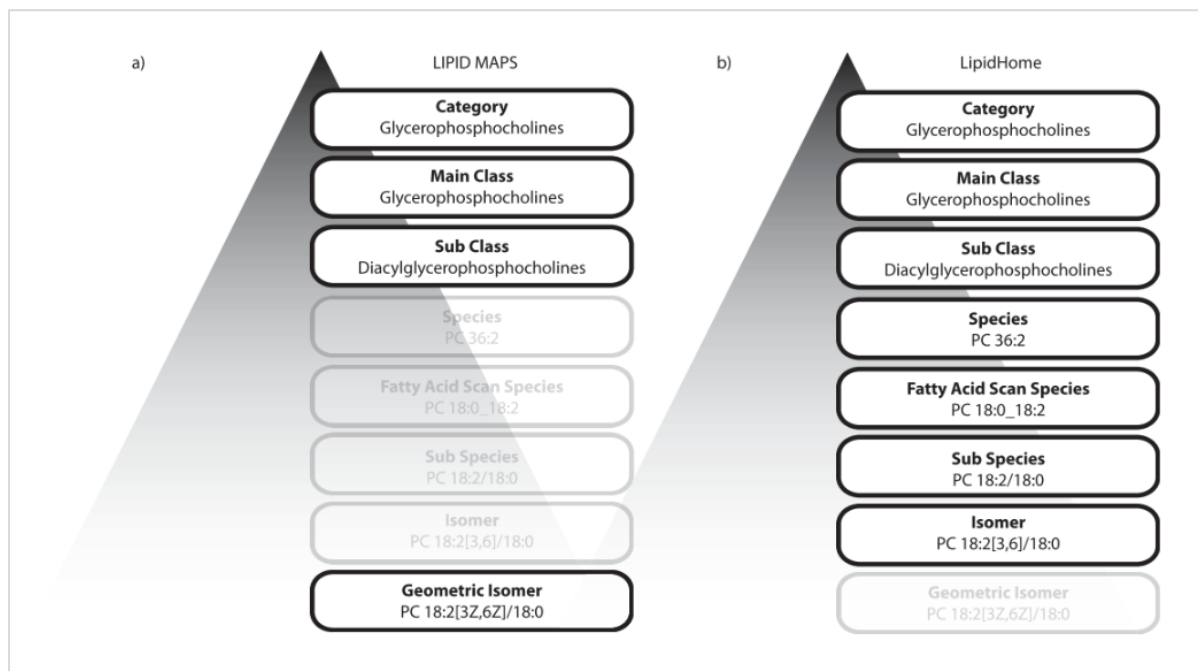 a)
LIPID MAPS
Category
Glycerophosphocholines
Main Class
Glycerophosphocholines
Sub Class
Diacylglycerophosphocholines
Species
PC 36:2
Fatty Acid Scan Species
PC 18:0_18:2
Sub Species
PC 18:2/18:0
Isomer
PC 18:2[3,6]/18:0
Geometric Isomer
PC 18:2[3Z,6Z]/18:0
b)
LipidHome
Category
Glycerophosphocholines
Main Class
Glycerophosphocholines
Sub Class
Diacylglycerophosphocholines
Species
PC 36:2
Fatty Acid Scan Species
PC 18:0_18:2
Sub Species
PC 18:2/18:0
Isomer
PC 18:2[3,6]/18:0
Geometric Isomer
PC 18:2[3Z,6Z]/18:0